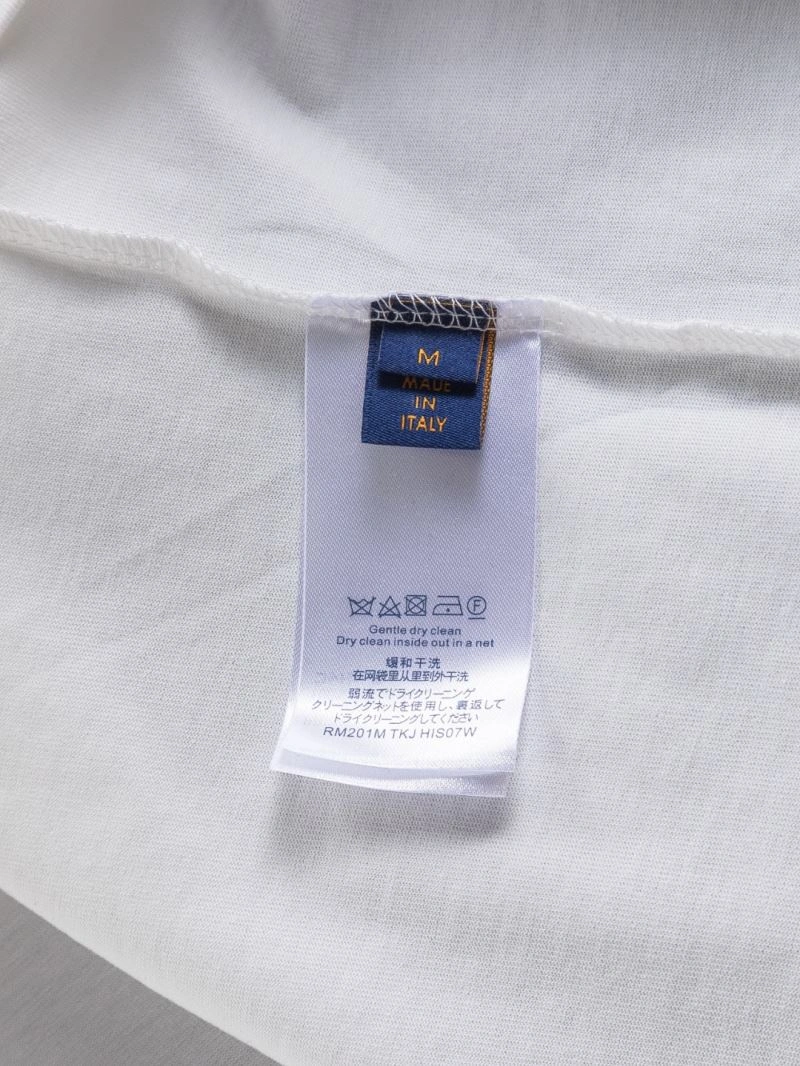 M
MADE
IN
ITALY
F
Gentle dry clean
Dry clean inside out in a net
缓和干洗
在网袋里从里到外干洗
弱流でドライクリーニング
クリーニングネットを使用し、裏返して
ドライクリーニングしてください
RM201M TKJ HIS07W